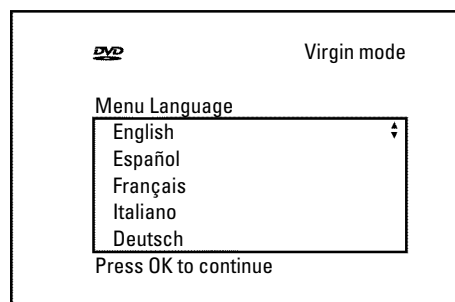 DVD Virgin mode
Menu Language
English
Español
Français
Italiano
Deutsch
Press OK to continue